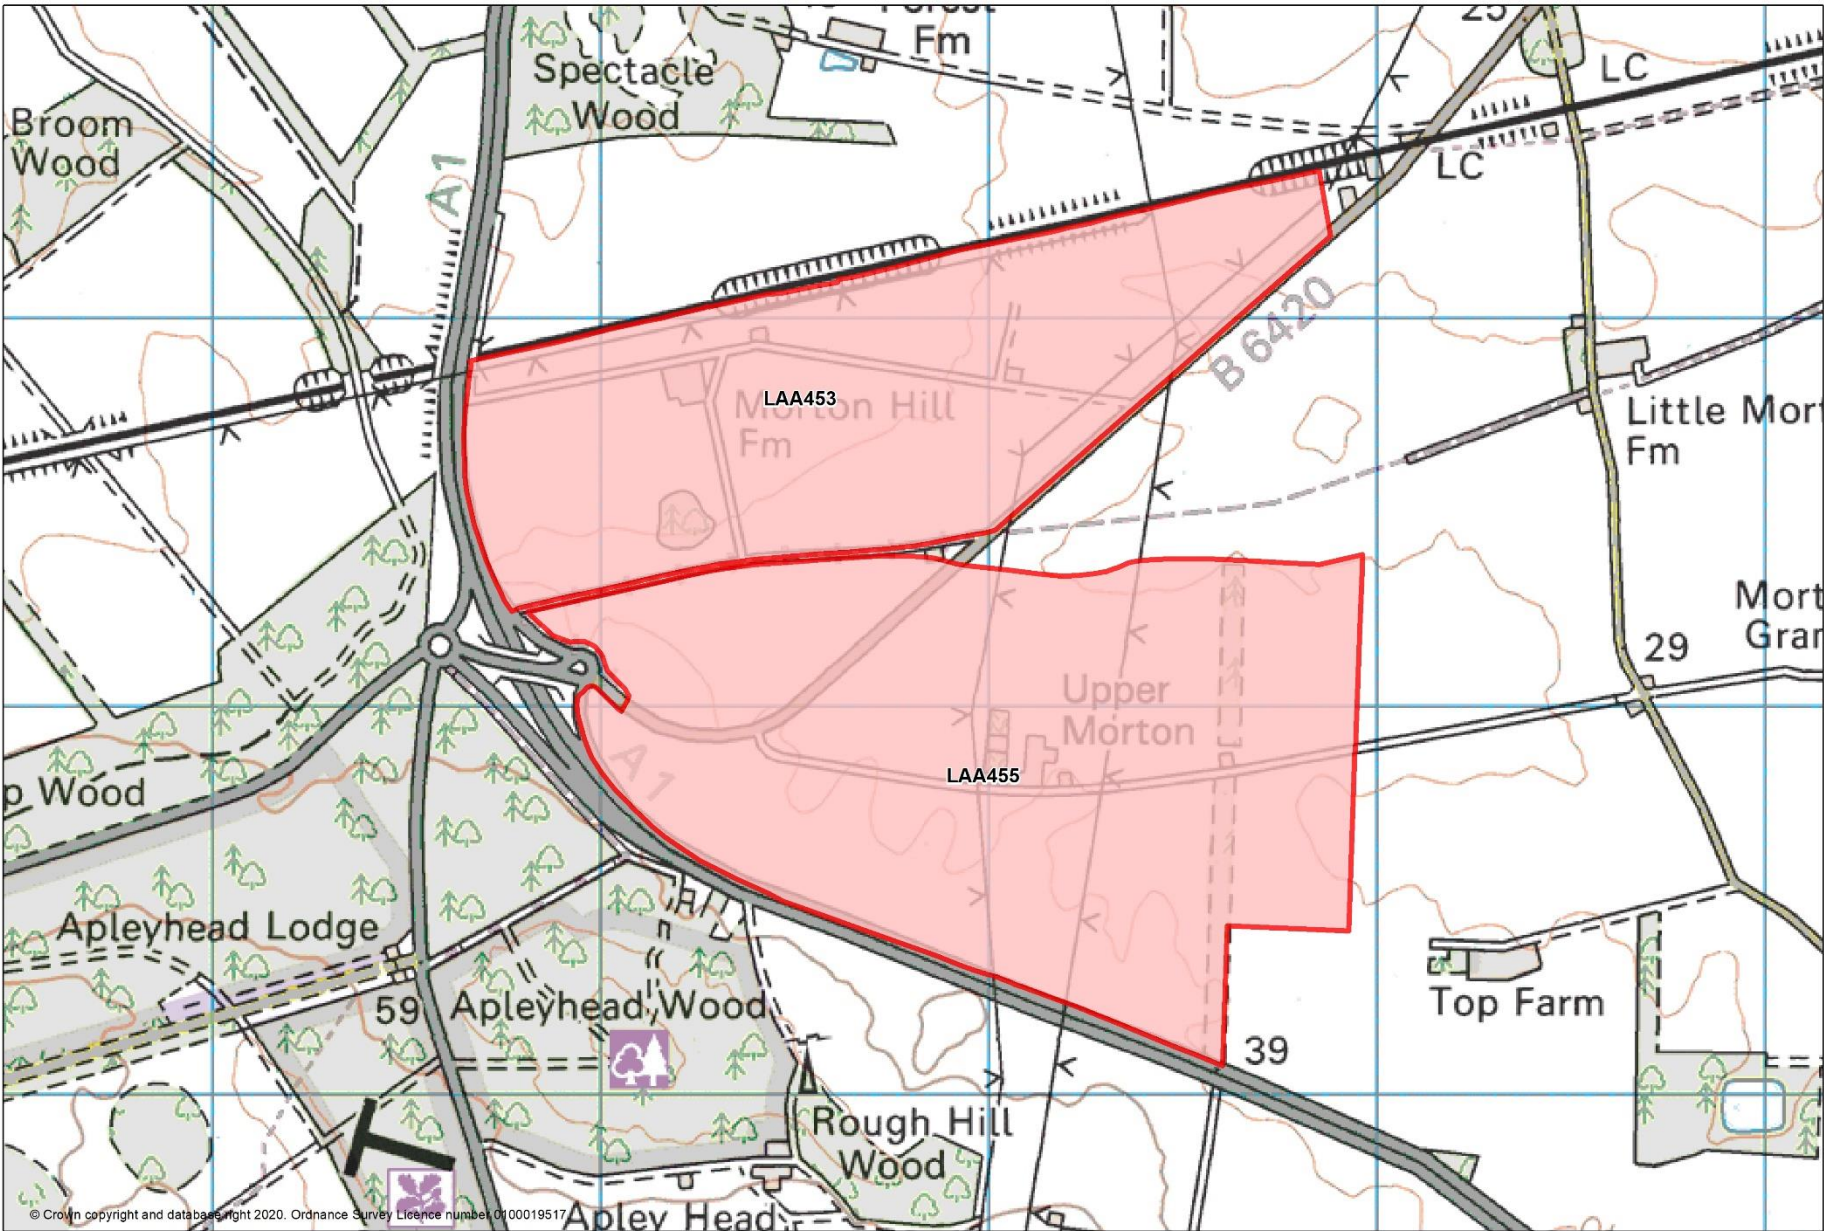 Fm
25
Spectacle
Wood
LC
Broom
Wood
A1
LC
B 6420
LAA453
Morton Hill
Fm
Little Mort
Fm
Mort
Gran
29
Upper
Morton
A 1
LAA455
p Wood
Apleyhead Lodge
59
Apleyhead Wood
Top Farm
39
Rough Hill
Wood
Apley Head
© Crown copyright and database right 2020. Ordnance Survey Licence number 0100019517